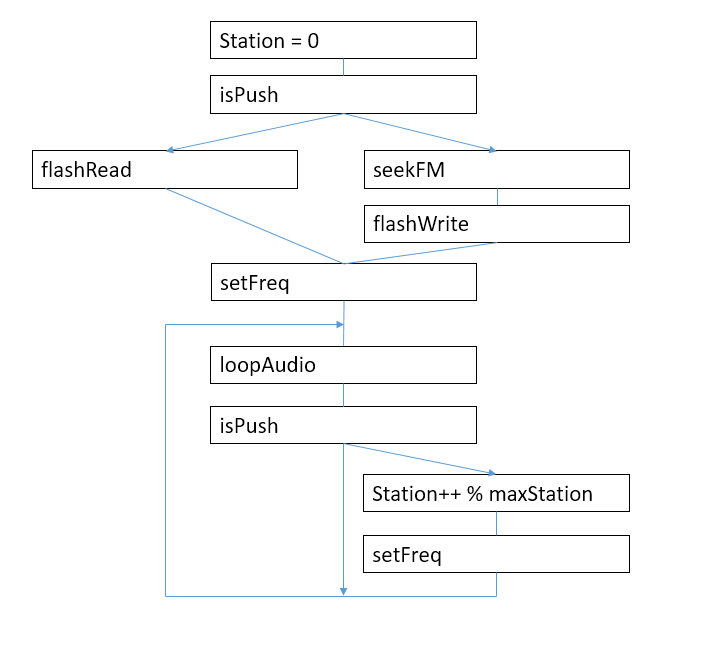 Station = 0
isPush
flashRead
seekFM
flashWrite
setFreq
loopAudio
isPush
Station++ % maxStation
setFreq